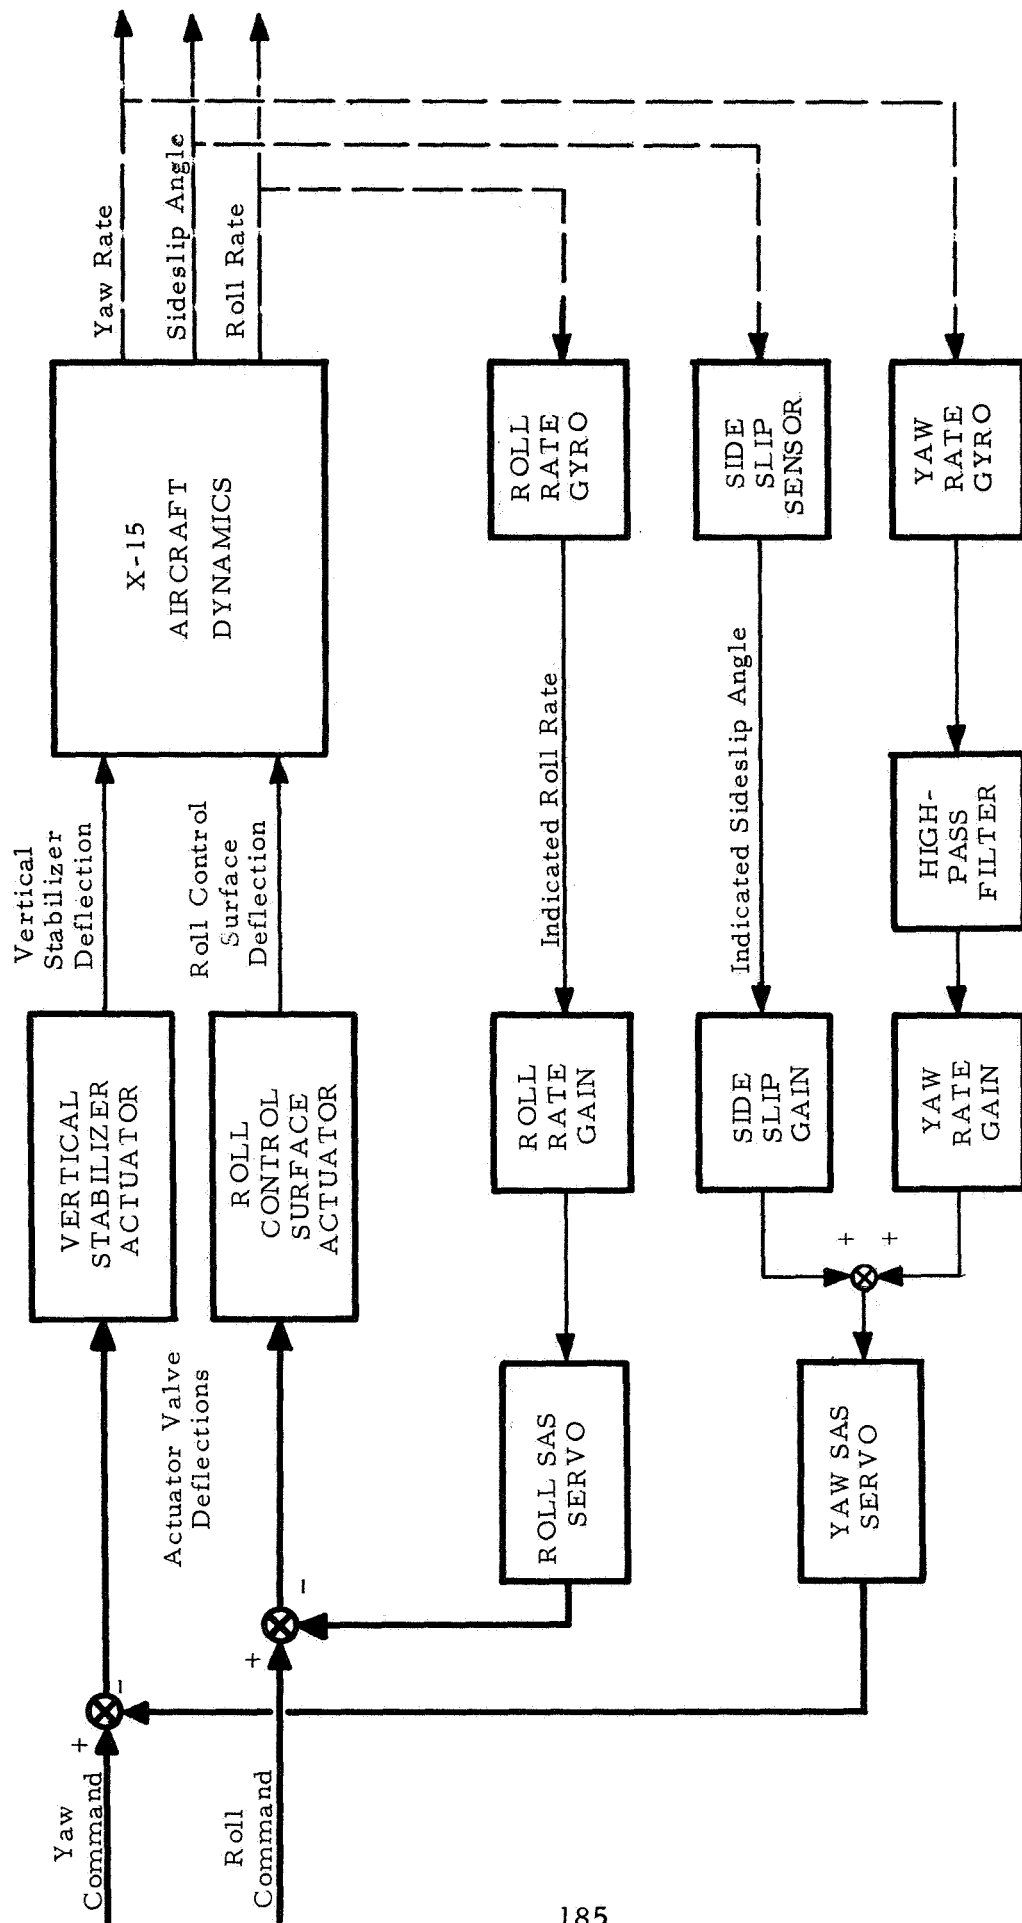 Yaw
Command
+
-
Roll
Command
+
-
Actuator Valve
Deflections
VERTICAL
STABILIZER
ACTUATOR
ROLL
CONTROL
SURFACE
ACTUATOR
Vertical
Stabilizer
Deflection
Roll Control
Surface
Deflection
X-15
AIRCRAFT
DYNAMICS
Yaw Rate
Sideslip Angle
Roll Rate
ROLL SAS
SERVO
ROLL
RATE
GAIN
Indicated Roll Rate
ROLL
RATE
GYRO
YAW SAS
SERVO
+
+
SIDE
SLIP
GAIN
Indicated Sideslip Angle
SIDE
SLIP
SENSOR
YAW
RATE
GAIN
HIGH-
PASS
FILTER
YAW
RATE
GYRO
185